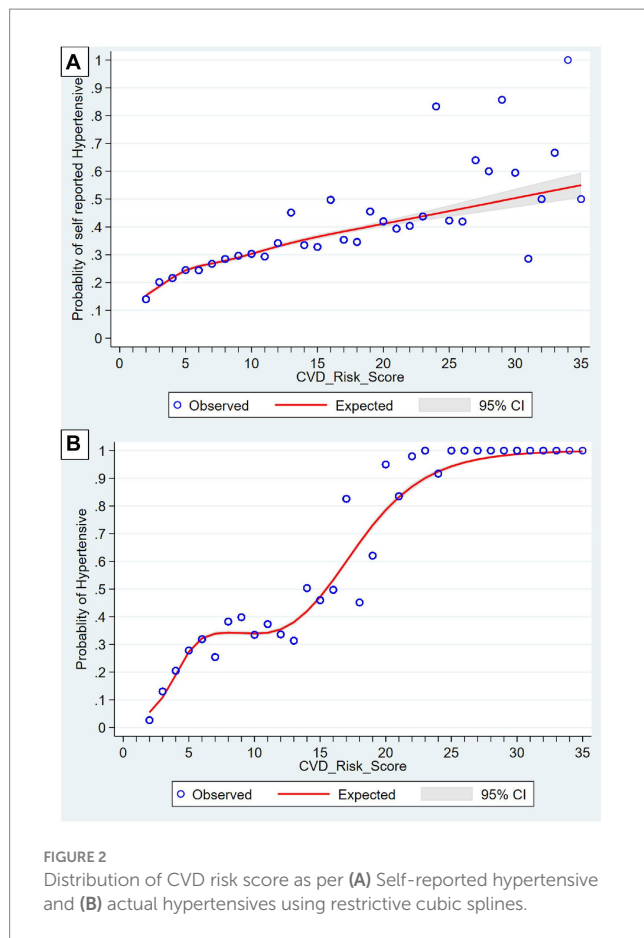 A
Probablity of self reported Hypertensive
1
.9
.8
.7
.6
.5
.4
.3
.2
.1
0
0 5 10 15 20 25 30 35
CVD_Risk_Score
Observed Expected 95% CI
B
Probablity of Hypertensive
1
.9
.8
.7
.6
.5
.4
.3
.2
.1
0
0 5 10 15 20 25 30 35
CVD_Risk_Score
Observed Expected 95% CI
FIGURE 2
Distribution of CVD risk score as per (A) Self-reported hypertensive
and (B) actual hypertensives using restrictive cubic splines.